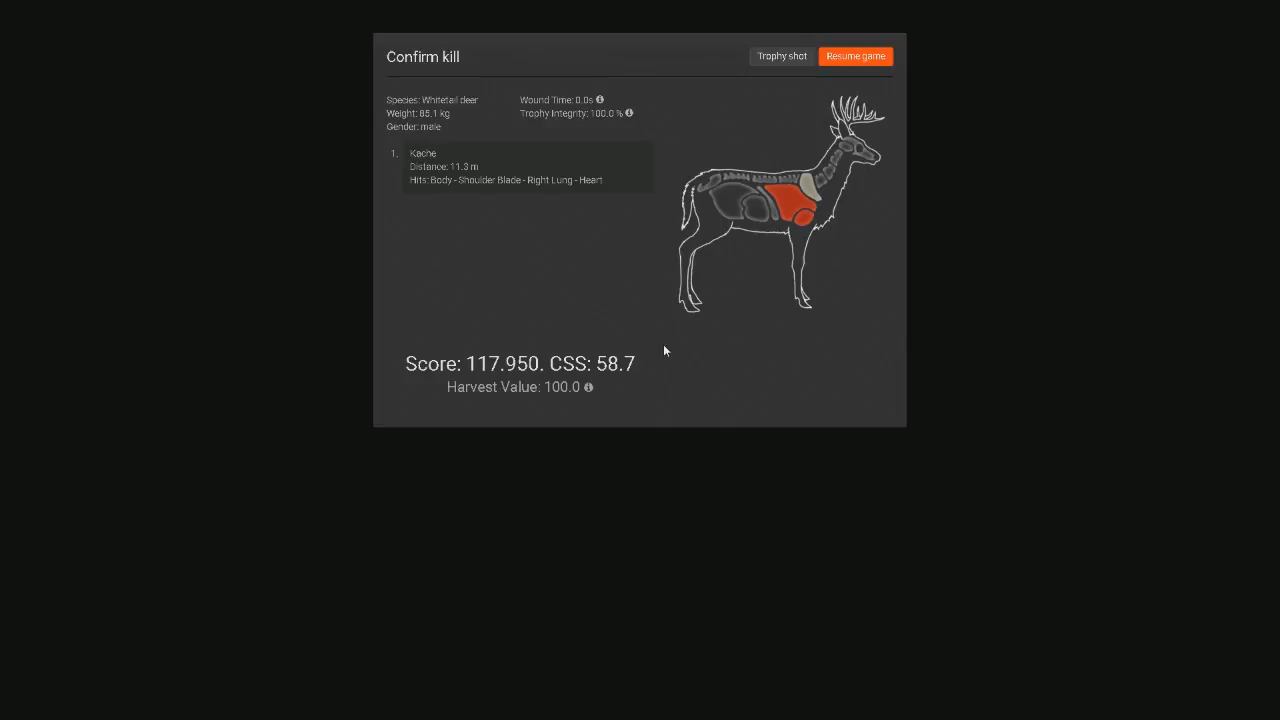 Confirm kill
Trophy shot
Resume game
Species: Whitetail deer
Weight: 85.1 kg
Gender: male
Wound Time: 0.0s
Trophy Integrity: 100.0 %
1. Kache
Distance: 11.3 m
Hits: Body - Shoulder Blade - Right Lung - Heart
Score: 117.950. CSS: 58.7
Harvest Value: 100.0